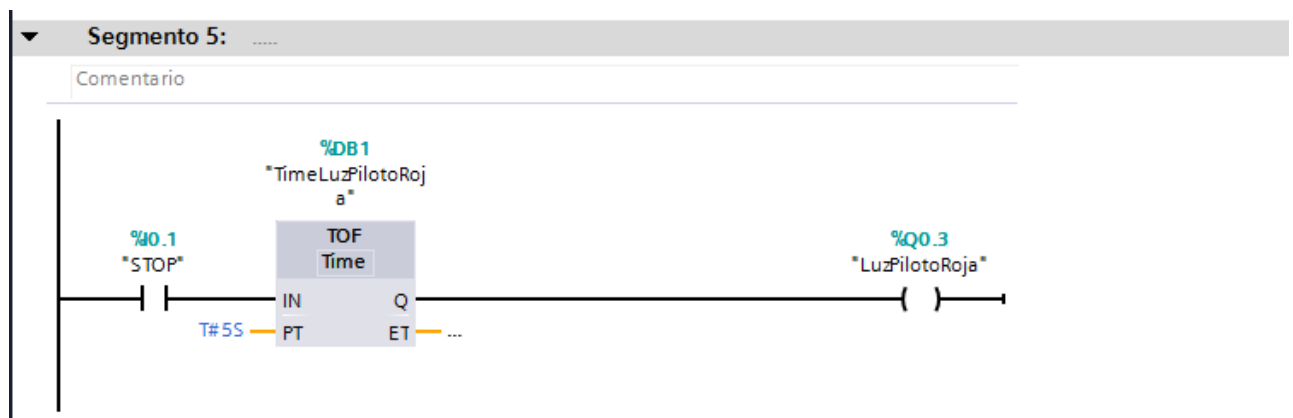 Segmento 5: .....
Comentario
%DB1
"TimeLuzPilotoRoj
a"
%I0.1
"STOP"
TOF
Time
IN
Q
T#5S
PT
ET
...
%Q0.3
"LuzPilotoRoja"